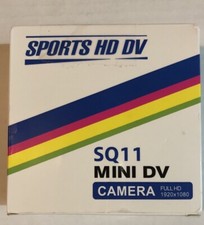 SPORTS HD DV
SQ11
MINI DV
CAMERA FULL HD
1920x1080